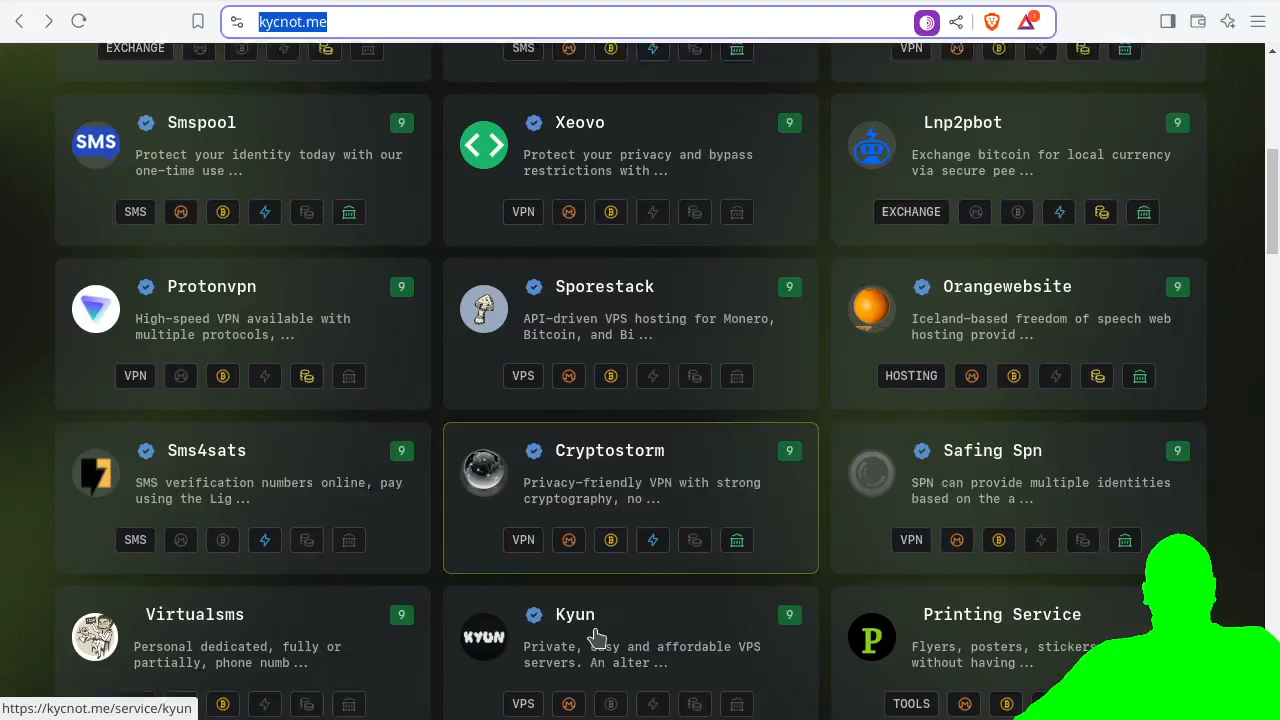 kycnot.me
EXCHANGE
SMS
VPN
Smspool
9
SMS
Protect your identity today with our
one-time use ...
SMS
Xeovo
9
Protect your privacy and bypass
restrictions with ...
VPN
Lnp2pbot
9
Exchange bitcoin for local currency
via secure pee ...
EXCHANGE
Protonvpn
9
High-speed VPN available with
multiple protocols, ...
VPN
Sporestack
9
API-driven VPS hosting for Monero,
Bitcoin, and Bi ...
VPS
Orangewebsite
9
Iceland-based freedom of speech web
hosting provid ...
HOSTING
Sms4sats
9
SMS verification numbers online, pay
using the Lig ...
SMS
Cryptostorm
9
Privacy-friendly VPN with strong
cryptography, no ...
VPN
Safing Spn
9
SPN can provide multiple identities
based on the a ...
VPN
Virtualsms
9
Personal dedicated, fully or
partially, phone numb ...
Kyun
9
KYUN
Private, easy and affordable VPS
servers. An alter ...
VPS
Printing Service
P
Flyers, posters, stickers
without having ...
TOOLS
https://kycnot.me/service/kyun